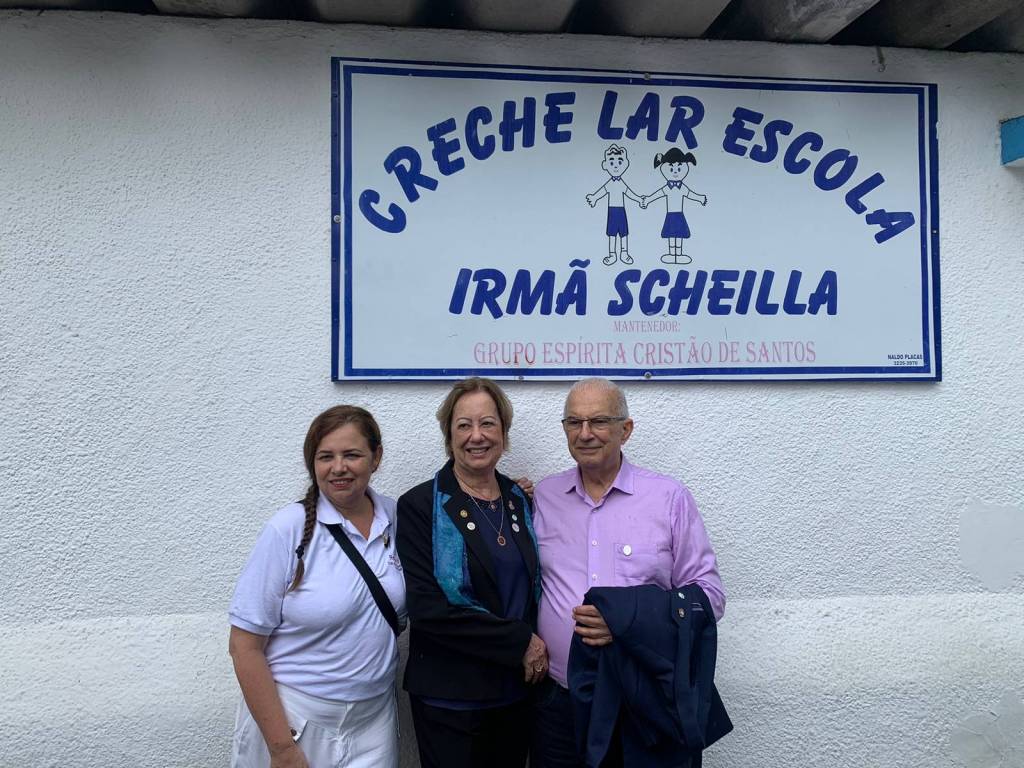 CRECHE LAR ESCOLA
IRMÃ SCHEILLA
MANTENEDOR:
GRUPO ESPÍRITA CRISTÃO DE SANTOS
NALDO PLACAS